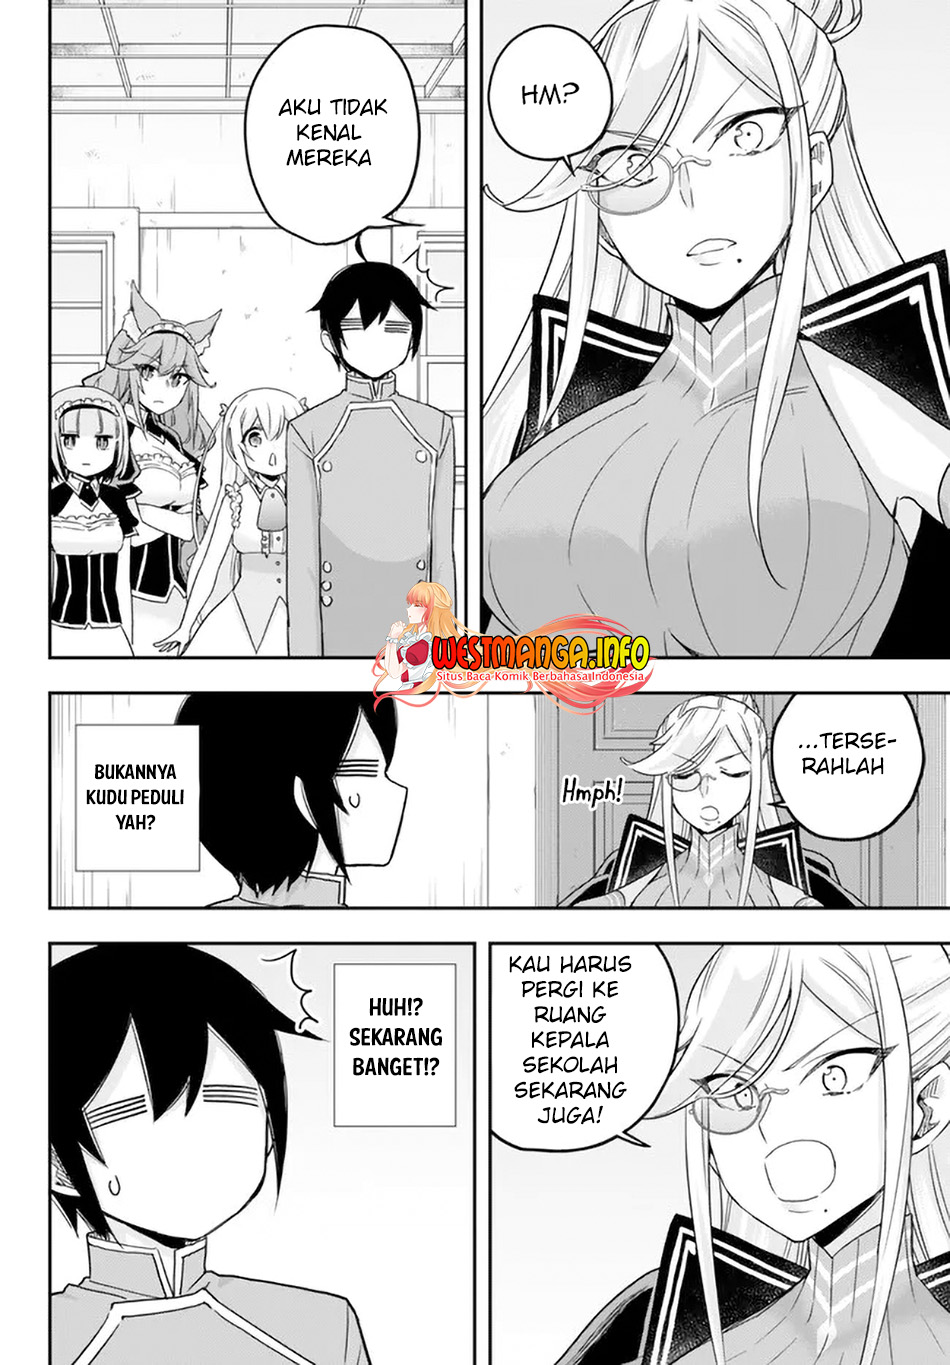 HM?
AKU TIDAK
KENAL
MEREKA
WESTMANGA.INFO
Situs Baca Komik Berbahasa Indonesia
...TERSE-
RAHLAH
Hmph!
BUKANNYA
KUDU PEDULI
YAH?
KAU HARUS
PERGI KE
RUANG
KEPALA
SEKOLAH
SEKARANG
JUGA!
HUH!?
SEKARANG
BANGET!?